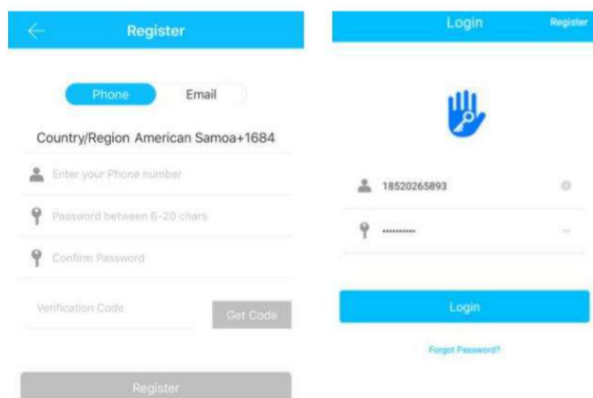 Register
Phone Email
Country/Region American Samoa+1684
Enter your Phone number
Password between 6-20 chars
Confirm Password
Verification Code Get Code
Register
Login Register
18520265893
Login
Forgot Password?